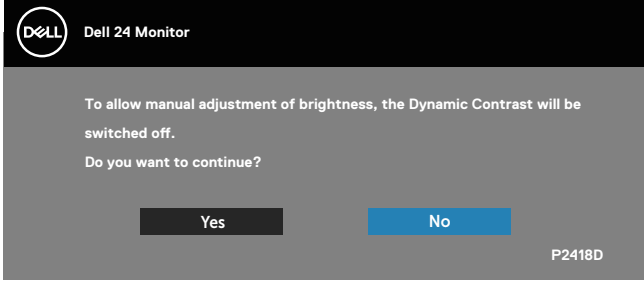 DELL
Dell 24 Monitor
To allow manual adjustment of brightness, the Dynamic Contrast will be
switched off.
Do you want to continue?
Yes
No
P2418D